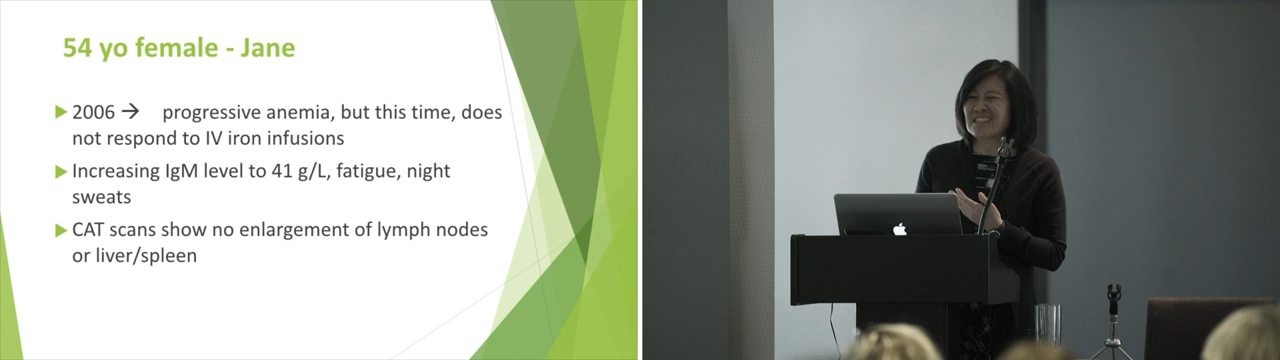 54 yo female - Jane
2006 → progressive anemia, but this time, does
not respond to IV iron infusions
Increasing IgM level to 41 g/L, fatigue, night
sweats
CAT scans show no enlargement of lymph nodes
or liver/spleen